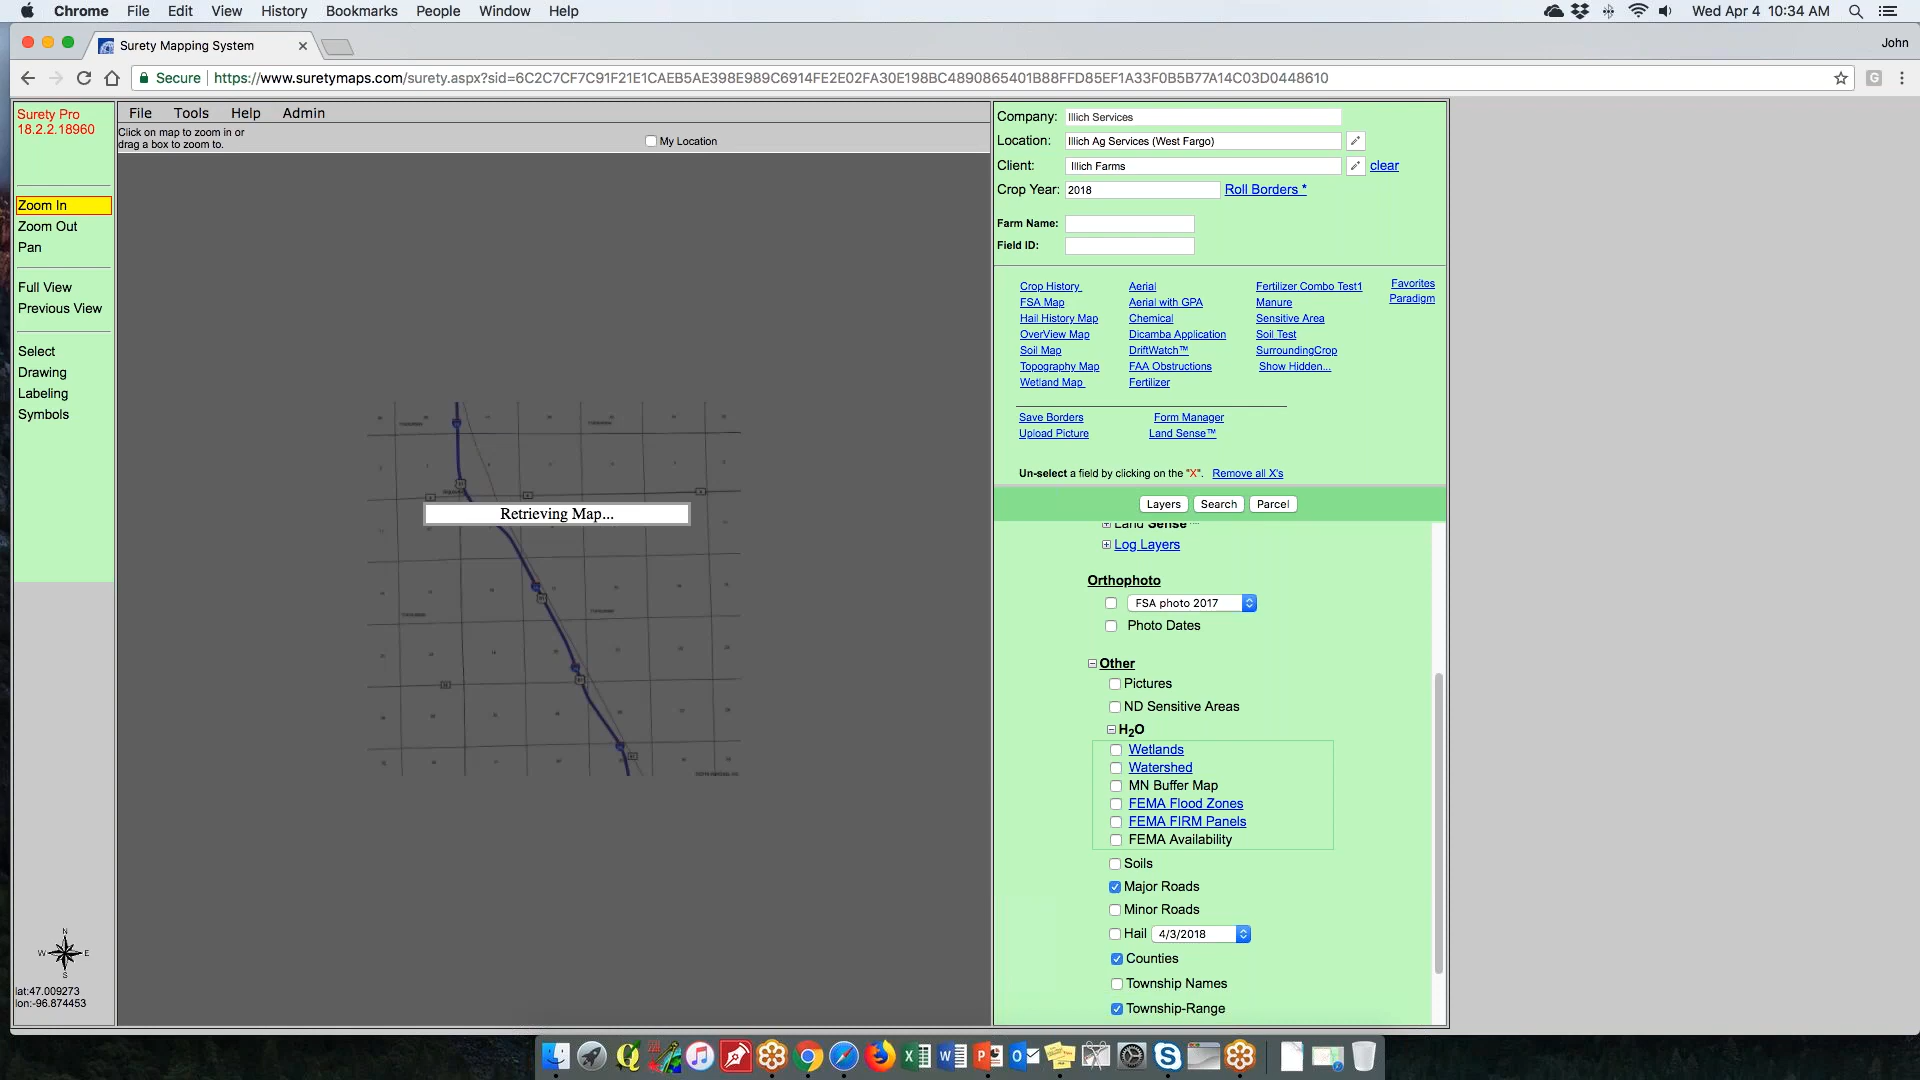 Chrome File Edit View History Bookmarks People Window Help
Wed Apr 4 10:34 AM
Surety Mapping System
John
Secure https://www.suretymaps.com/surety.aspx?sid=6C2C7CF7C91F21E1CAEB5AE398E989C6914FE2E02FA30E198BC4890865401B88FFD85EF1A33F0B5B77A14C03D0448610
Surety Pro
18.2.2.18960
Zoom In
Zoom Out
Pan
Full View
Previous View
Select
Drawing
Labeling
Symbols
N
W E
S
lat:47.009273
lon:-96.874453
File Tools Help Admin
Click on map to zoom in or
drag a box to zoom to.
My Location
Retrieving Map...
Company: Illich Services
Location: Illich Ag Services (West Fargo)
Client: Illich Farms clear
Crop Year: 2018 Roll Borders *
Farm Name:
Field ID:
Crop History Aerial Fertilizer Combo Test1 Favorites
FSA Map Aerial with GPA Manure Paradigm
Hail History Map Chemical Sensitive Area
OverView Map Dicamba Application Soil Test
Soil Map DriftWatch™ SurroundingCrop
Topography Map FAA Obstructions Show Hidden...
Wetland Map Fertilizer
Save Borders Form Manager
Upload Picture Land Sense™
Un-select a field by clicking on the "X". Remove all X's
Layers Search Parcel
Land Sense™
Log Layers
Orthophoto
FSA photo 2017
Photo Dates
Other
Pictures
ND Sensitive Areas
H2O
Wetlands
Watershed
MN Buffer Map
FEMA Flood Zones
FEMA FIRM Panels
FEMA Availability
Soils
Major Roads
Minor Roads
Hail 4/3/2018
Counties
Township Names
Township-Range